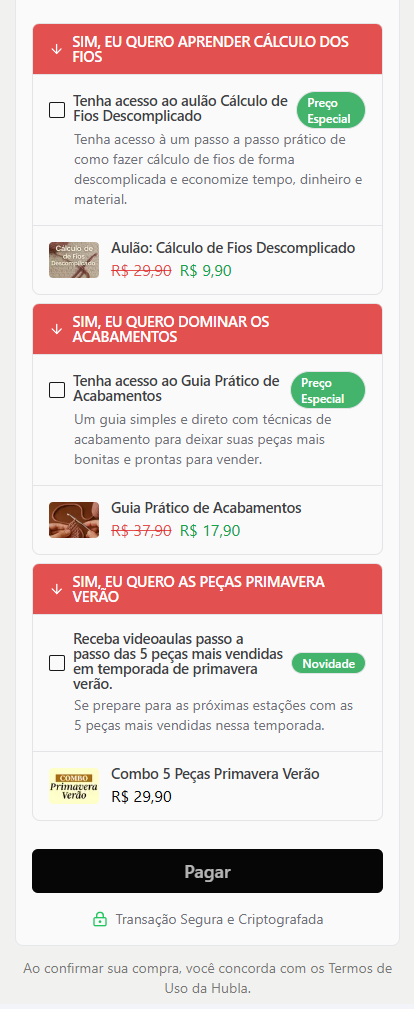 SIM, EU QUERO APRENDER CÁLCULO DOS
FIOS
Tenha acesso ao aulão Cálculo de
Fios Descomplicado
Preço
Especial
Tenha acesso à um passo a passo prático de
como fazer cálculo de fios de forma
descomplicada e economize tempo, dinheiro e
material.
Cálculo de
de Fios
Descomplicado
Aulão: Cálculo de Fios Descomplicado
R$ 29,90 R$ 9,90
SIM, EU QUERO DOMINAR OS
ACABAMENTOS
Tenha acesso ao Guia Prático de
Acabamentos
Preço
Especial
Um guia simples e direto com técnicas de
acabamento para deixar suas peças mais
bonitas e prontas para vender.
Guia Prático de Acabamentos
R$ 37,90 R$ 17,90
SIM, EU QUERO AS PEÇAS PRIMAVERA
VERÃO
Receba videoaulas passo a
passo das 5 peças mais vendidas
em temporada de primavera
verão.
Novidade
Se prepare para as próximas estações com as
5 peças mais vendidas nessa temporada.
COMBO
Primavera
Verão
Combo 5 Peças Primavera Verão
R$ 29,90
Pagar
Transação Segura e Criptografada
Ao confirmar sua compra, você concorda com os Termos de
Uso da Hubla.